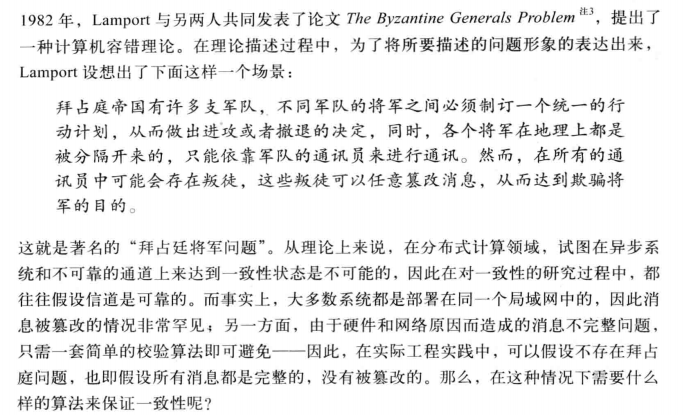 1982 年，Lamport 与另两人共同发表了论文 The Byzantine Generals Problem 注3，提出了
一种计算机容错理论。在理论描述过程中，为了将所要描述的问题形象的表达出来，
Lamport 设想出了下面这样一个场景：
拜占庭帝国有许多支军队，不同军队的将军之间必须制订一个统一的行
动计划，从而做出进攻或者撤退的决定，同时，各个将军在地理上都是
被分隔开来的，只能依靠军队的通讯员来进行通讯。然而，在所有的通
讯员中可能会存在叛徒，这些叛徒可以任意篡改消息，从而达到欺骗将
军的目的。
这就是著名的“拜占廷将军问题”。从理论上来说，在分布式计算领域，试图在异步系
统和不可靠的通道上来达到一致性状态是不可能的，因此在对一致性的研究过程中，都
往往假设信道是可靠的。而事实上，大多数系统都是部署在同一个局域网中的，因此消
息被篡改的情况非常罕见；另一方面，由于硬件和网络原因而造成的消息不完整问题，
只需一套简单的校验算法即可避免——因此，在实际工程实践中，可以假设不存在拜占
庭问题，也即假设所有消息都是完整的，没有被篡改的。那么，在这种情况下需要什么
样的算法来保证一致性呢？